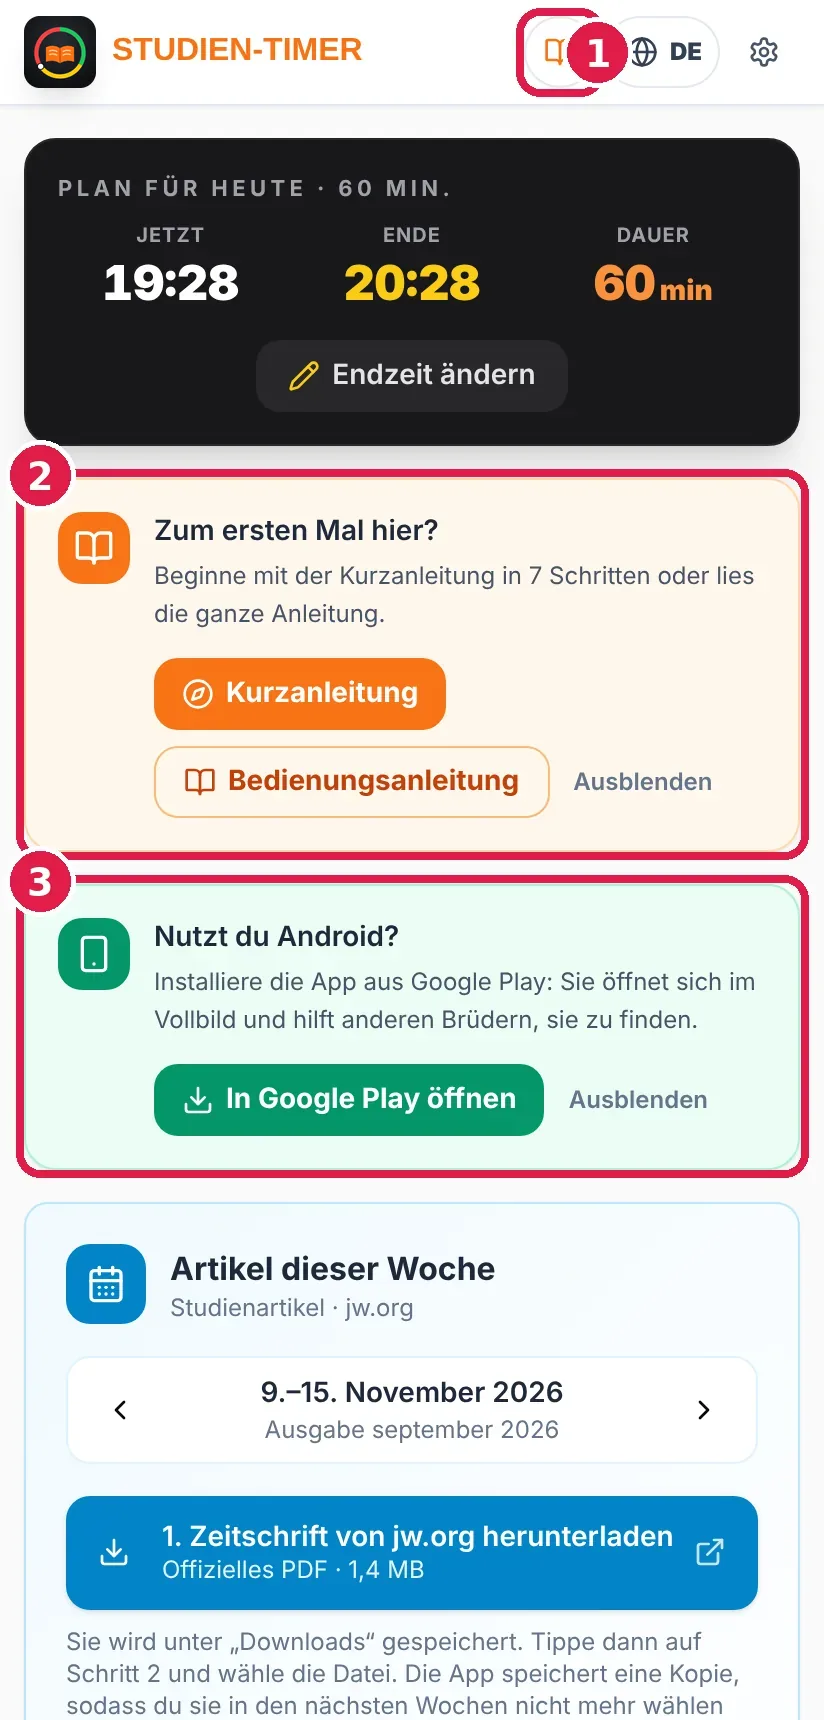 STUDIEN-TIMER
1
DE
PLAN FÜR HEUTE · 60 MIN.
JETZT
ENDE
DAUER
19:28
20:28
60 min
Endzeit ändern
2
Zum ersten Mal hier?
Beginne mit der Kurzanleitung in 7 Schritten oder lies
die ganze Anleitung.
Kurzanleitung
Bedienungsanleitung
Ausblenden
3
Nutzt du Android?
Installiere die App aus Google Play: Sie öffnet sich im
Vollbild und hilft anderen Brüdern, sie zu finden.
In Google Play öffnen
Ausblenden
Artikel dieser Woche
Studienartikel · jw.org
9.–15. November 2026
Ausgabe september 2026
1. Zeitschrift von jw.org herunterladen
Offizielles PDF · 1,4 MB
Sie wird unter „Downloads“ gespeichert. Tippe dann auf
Schritt 2 und wähle die Datei. Die App speichert eine Kopie,
sodass du sie in den nächsten Wochen nicht mehr wählen